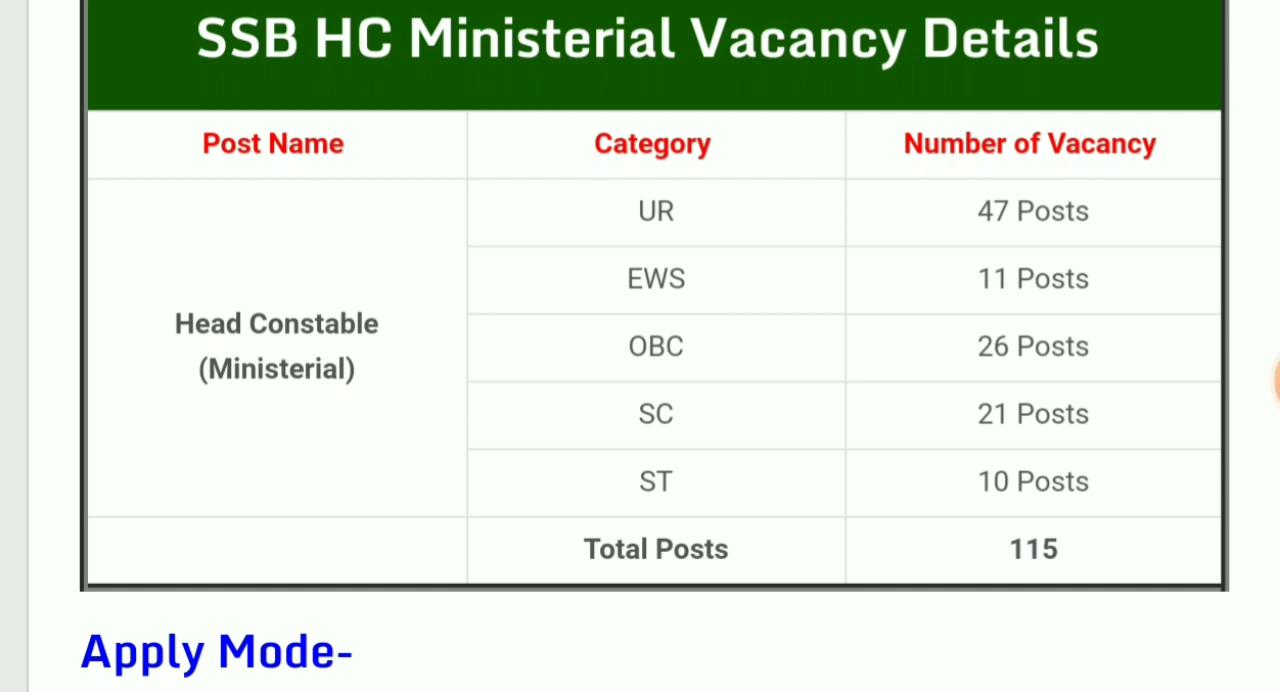 SSB HC Ministerial Vacancy Details
Post Name Category Number of Vacancy
Head Constable
(Ministerial)
UR 47 Posts
EWS 11 Posts
OBC 26 Posts
SC 21 Posts
ST 10 Posts
Total Posts 115
Apply Mode-